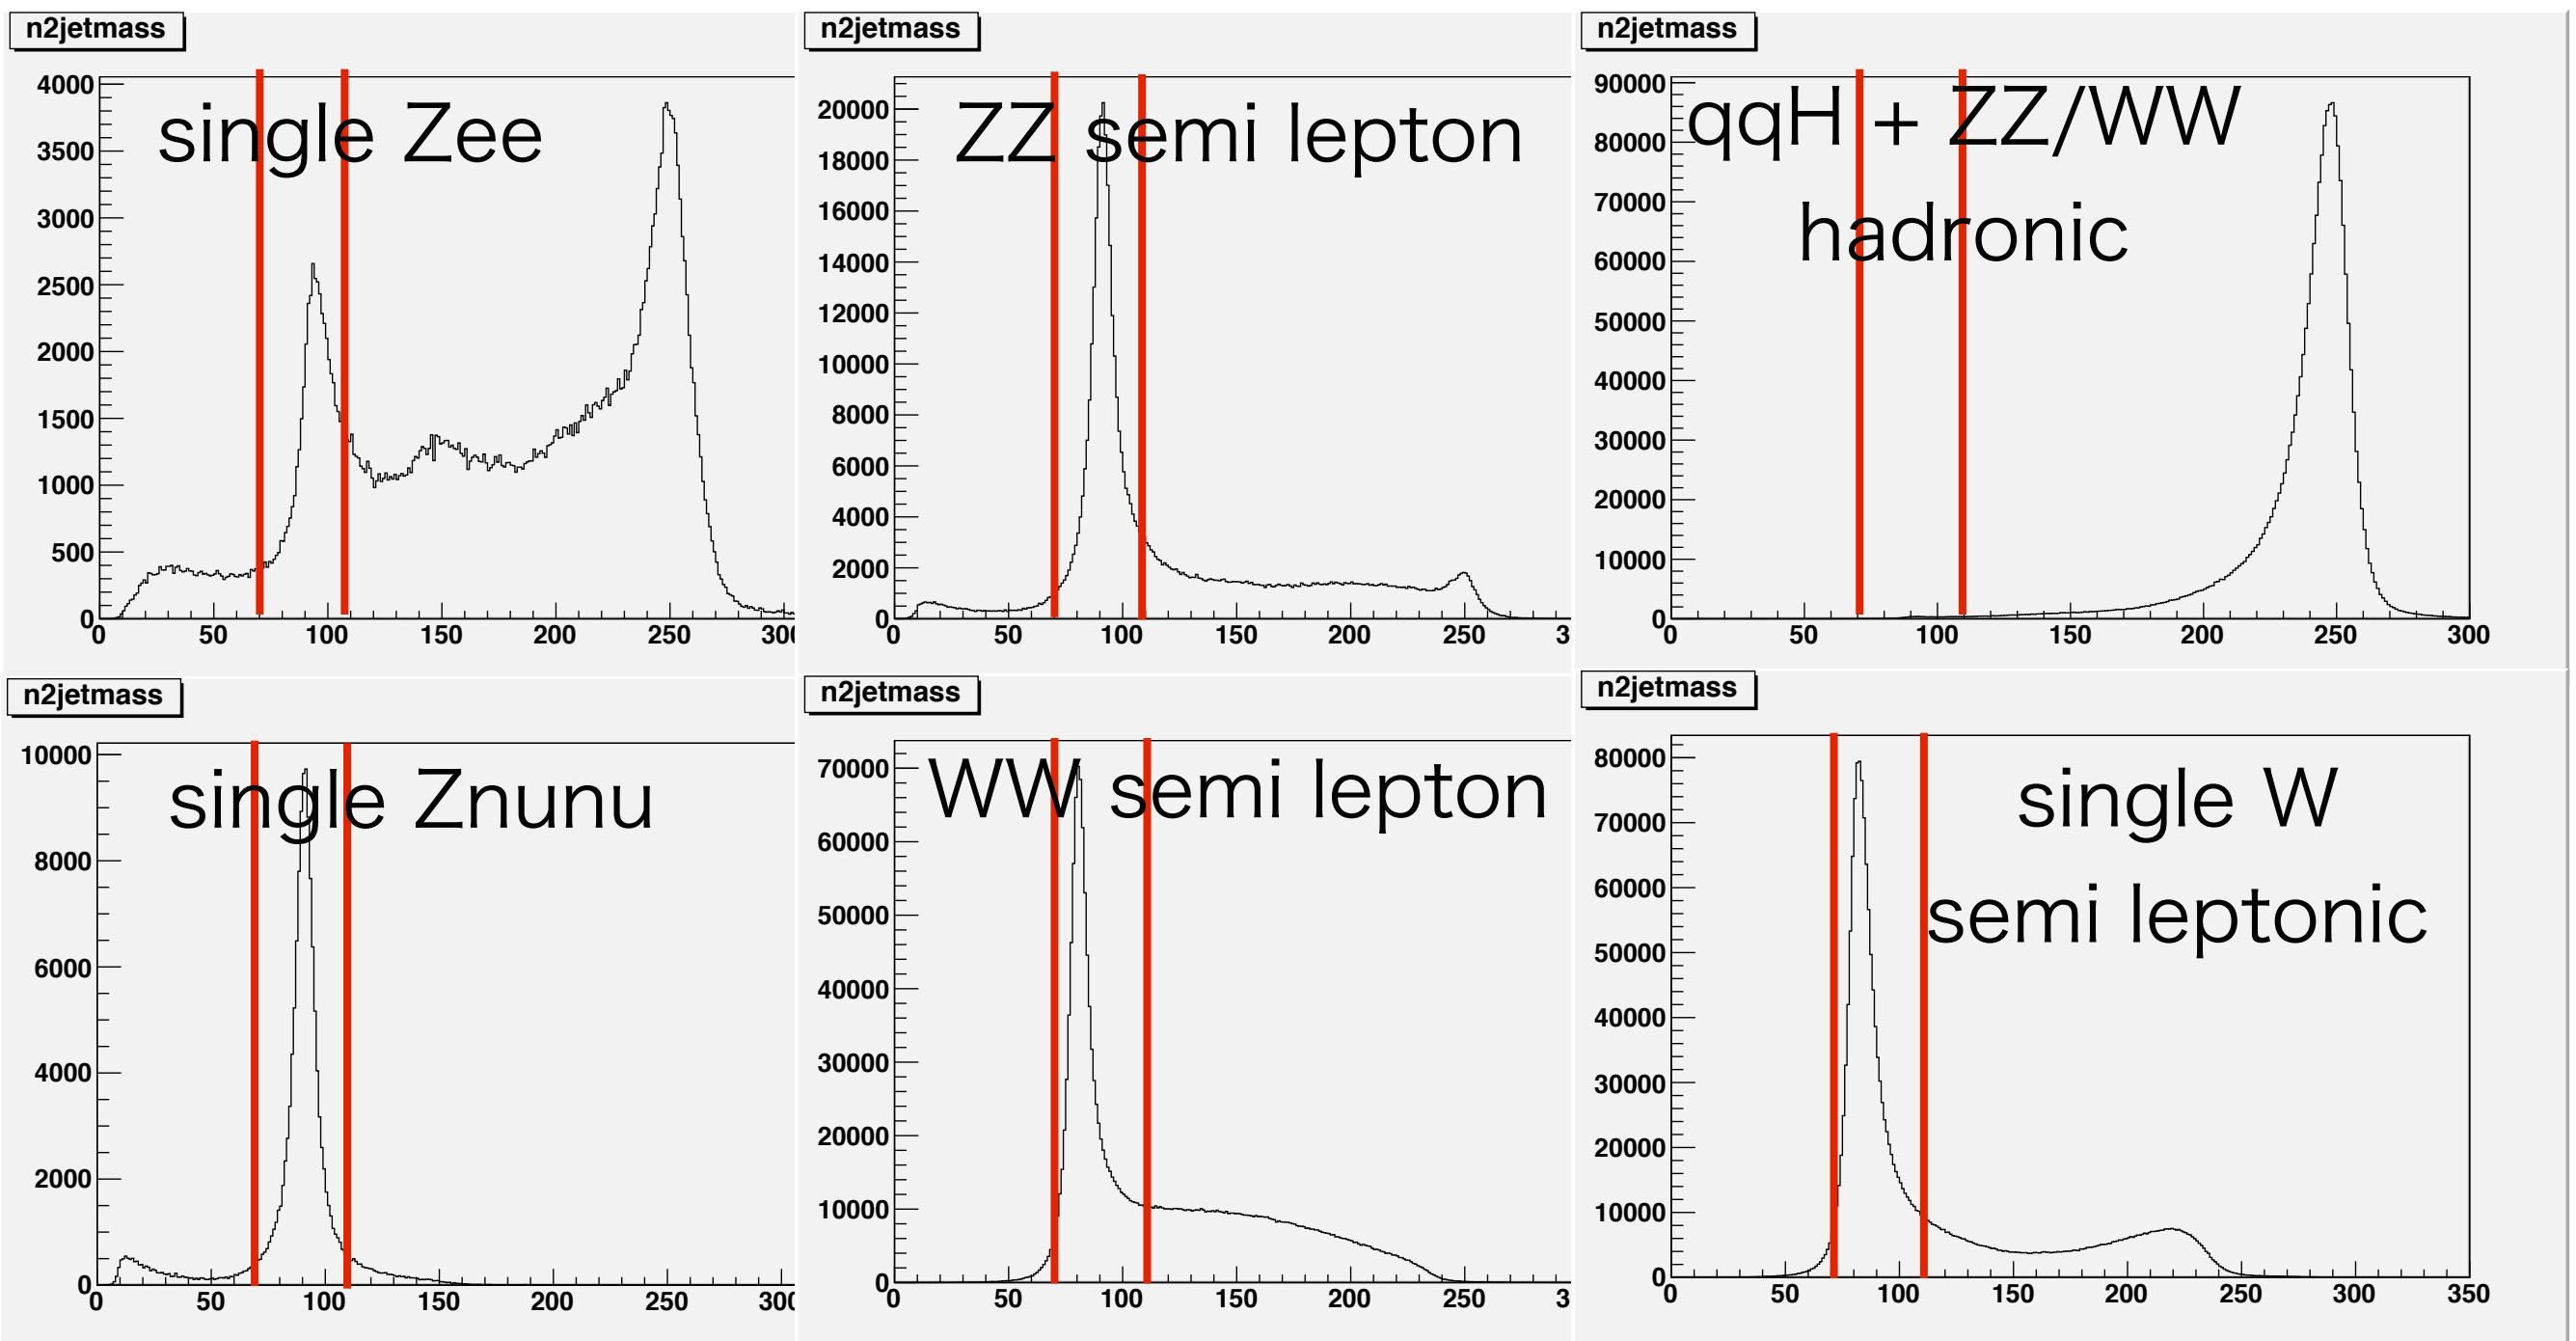 n2jetmass
single Zee
4000
3500
3000
2500
2000
1500
1000
500
0
0 50 100 150 200 250 300
n2jetmass
ZZ semi lepton
20000
18000
16000
14000
12000
10000
8000
6000
4000
2000
0
0 50 100 150 200 250 3
n2jetmass
qqH + ZZ/WW
hadronic
90000
80000
70000
60000
50000
40000
30000
20000
10000
0
0 50 100 150 200 250 300
n2jetmass
single Znunu
10000
8000
6000
4000
2000
0
0 50 100 150 200 250 300
n2jetmass
WW semi lepton
70000
60000
50000
40000
30000
20000
10000
0
0 50 100 150 200 250 3
n2jetmass
single W
semi leptonic
80000
70000
60000
50000
40000
30000
20000
10000
0
0 50 100 150 200 250 300 350